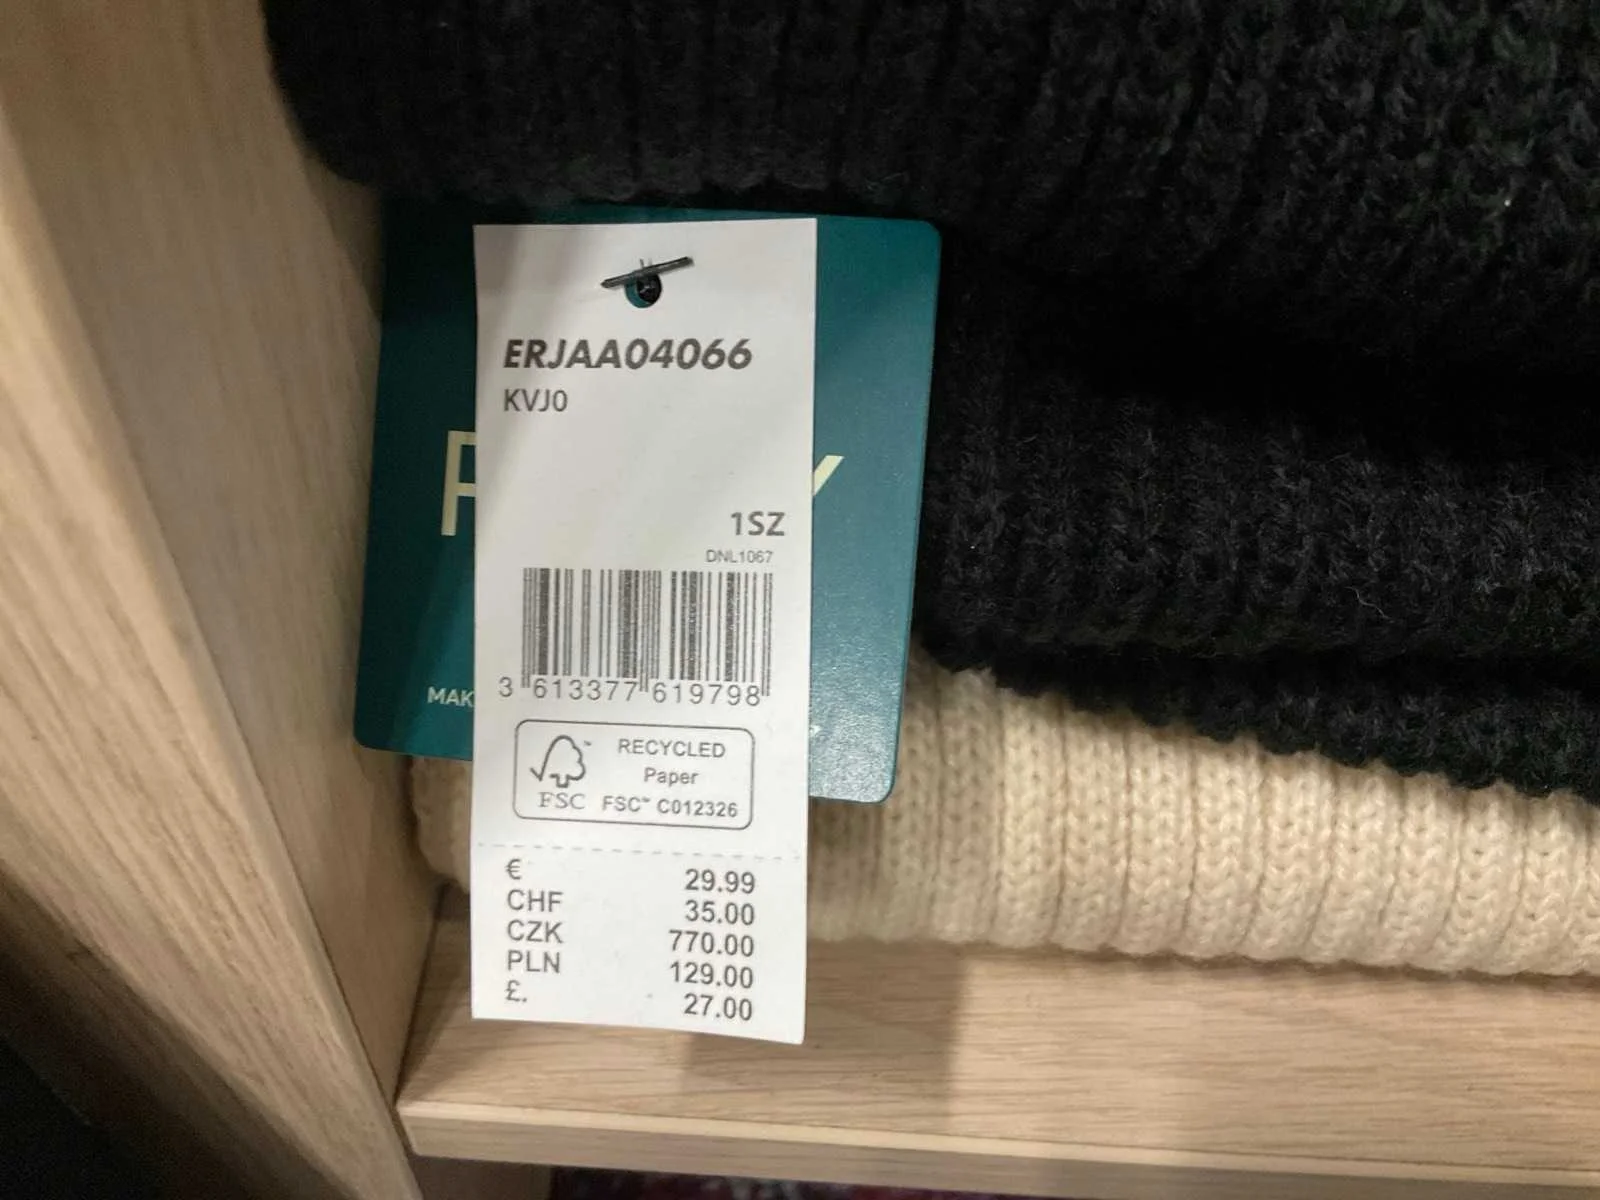 ERJAA04066
KVJ0
1SZ
DNL1067
3 613377 619798
RECYCLED
Paper
FSC FSC™ C012326
€ 29.99
CHF 35.00
CZK 770.00
PLN 129.00
£. 27.00